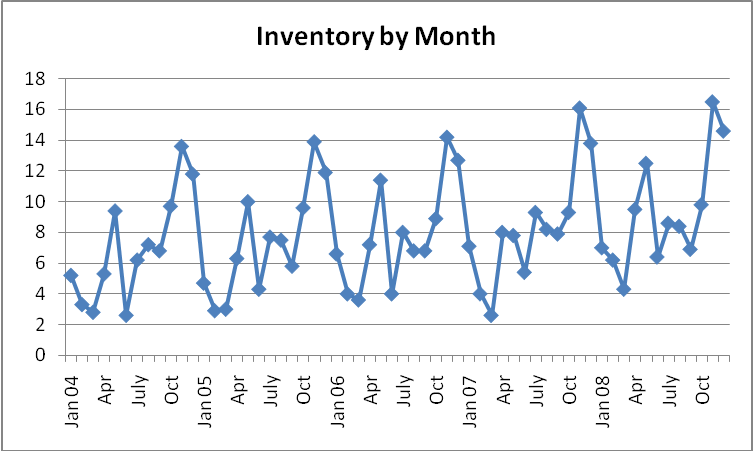 Inventory by Month
18
16
14
12
10
8
6
4
2
0
Jan 04
Apr
July
Oct
Jan 05
Apr
July
Oct
Jan 06
Apr
July
Oct
Jan 07
Apr
July
Oct
Jan 08
Apr
July
Oct